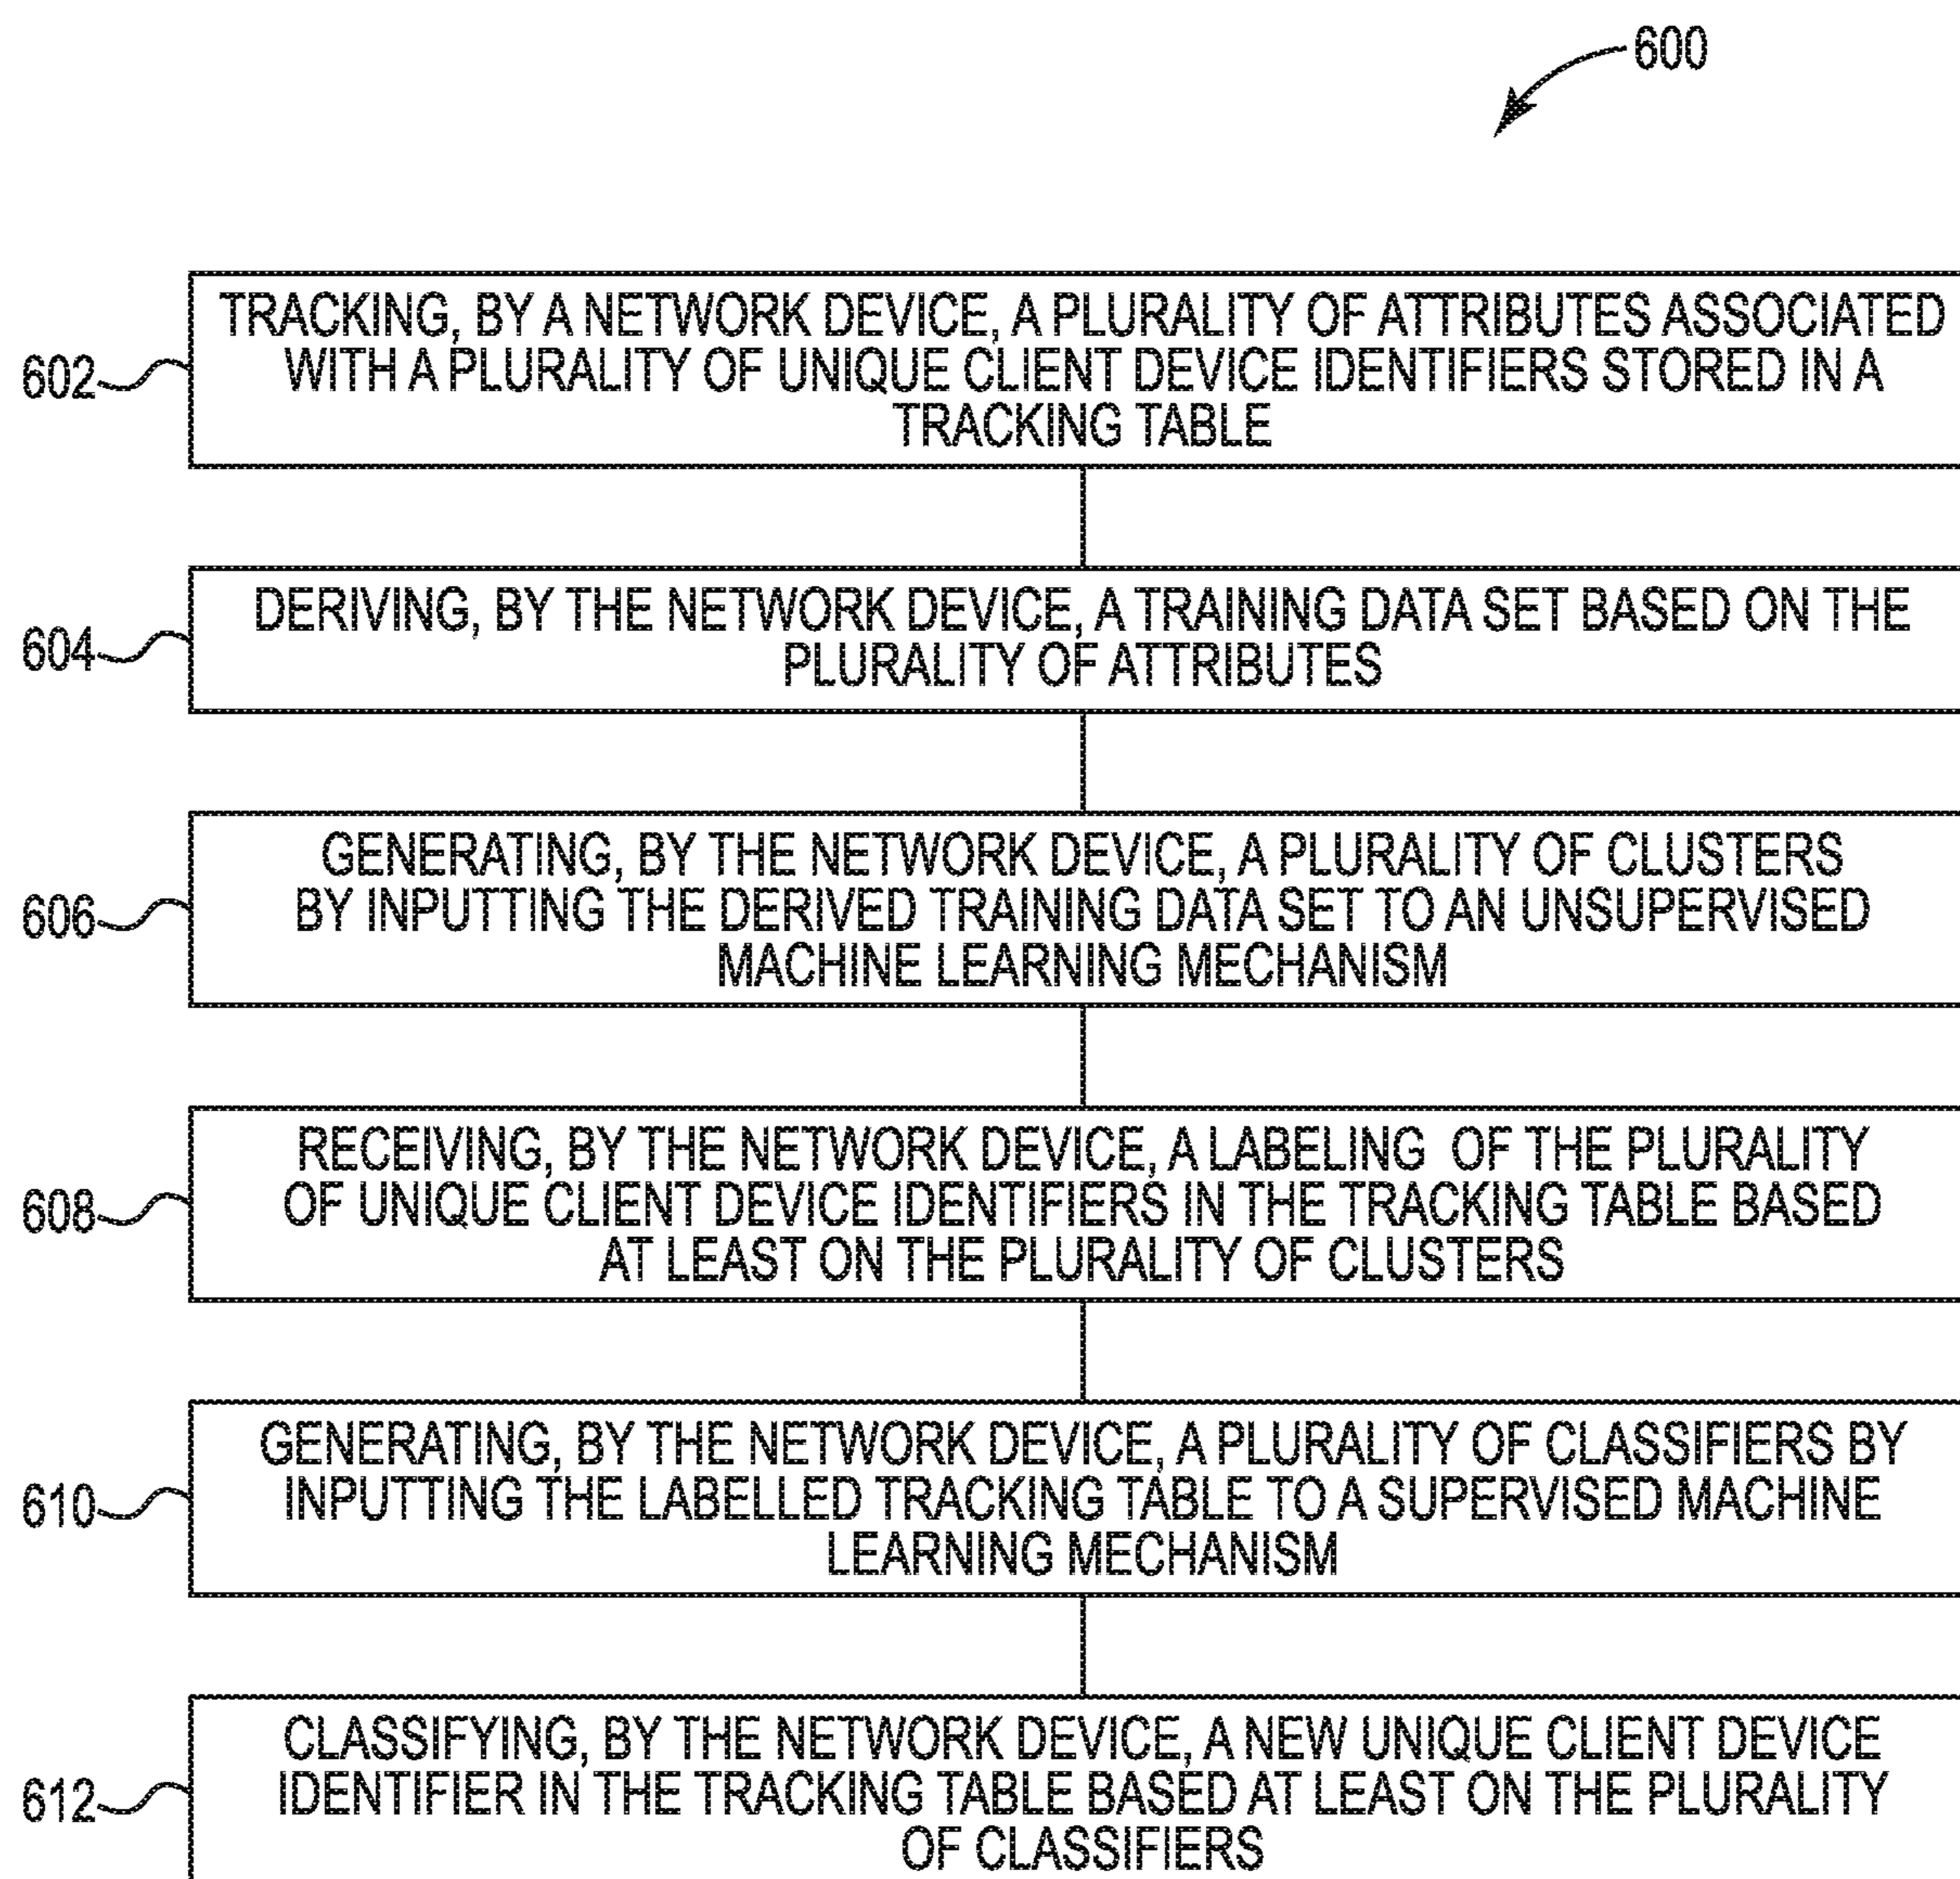 600
602
TRACKING, BY A NETWORK DEVICE, A PLURALITY OF ATTRIBUTES ASSOCIATED
WITH A PLURALITY OF UNIQUE CLIENT DEVICE IDENTIFIERS STORED IN A
TRACKING TABLE
604
DERIVING, BY THE NETWORK DEVICE, A TRAINING DATA SET BASED ON THE
PLURALITY OF ATTRIBUTES
606
GENERATING, BY THE NETWORK DEVICE, A PLURALITY OF CLUSTERS
BY INPUTTING THE DERIVED TRAINING DATA SET TO AN UNSUPERVISED
MACHINE LEARNING MECHANISM
608
RECEIVING, BY THE NETWORK DEVICE, A LABELING OF THE PLURALITY
OF UNIQUE CLIENT DEVICE IDENTIFIERS IN THE TRACKING TABLE BASED
AT LEAST ON THE PLURALITY OF CLUSTERS
610
GENERATING, BY THE NETWORK DEVICE, A PLURALITY OF CLASSIFIERS BY
INPUTTING THE LABELLED TRACKING TABLE TO A SUPERVISED MACHINE
LEARNING MECHANISM
612
CLASSIFYING, BY THE NETWORK DEVICE, A NEW UNIQUE CLIENT DEVICE
IDENTIFIER IN THE TRACKING TABLE BASED AT LEAST ON THE PLURALITY
OF CLASSIFIERS